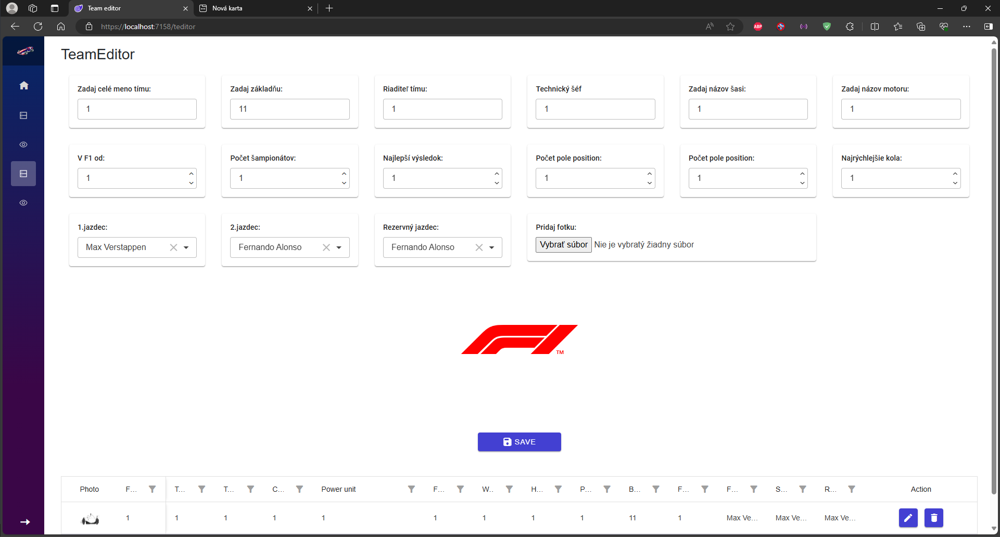 Team editor
Nová karta
https://localhost:7158/teditor
ABP
TeamEditor
Zadaj celé meno tímu:
Zadaj základňu:
Riaditeľ tímu:
Technický šéf
Zadaj názov šasi:
Zadaj názov motoru:
1
11
1
1
1
1
V F1 od:
Počet šampionátov:
Najlepší výsledok:
Počet pole position:
Počet pole position:
Najrýchlejšie kola:
1
1
1
1
1
1
1.jazdec:
2.jazdec:
Rezervný jazdec:
Pridaj fotku:
Max Verstappen
Fernando Alonso
Fernando Alonso
Vybrať súbor Nie je vybratý žiadny súbor
F1
TM
SAVE
Photo F... T... T... C... Power unit F... W... H... P... B... F... F... S... R... Action
1 1 1 1 1 1 1 1 1 11 1 Max Ve... Max Ve... Max Ve...